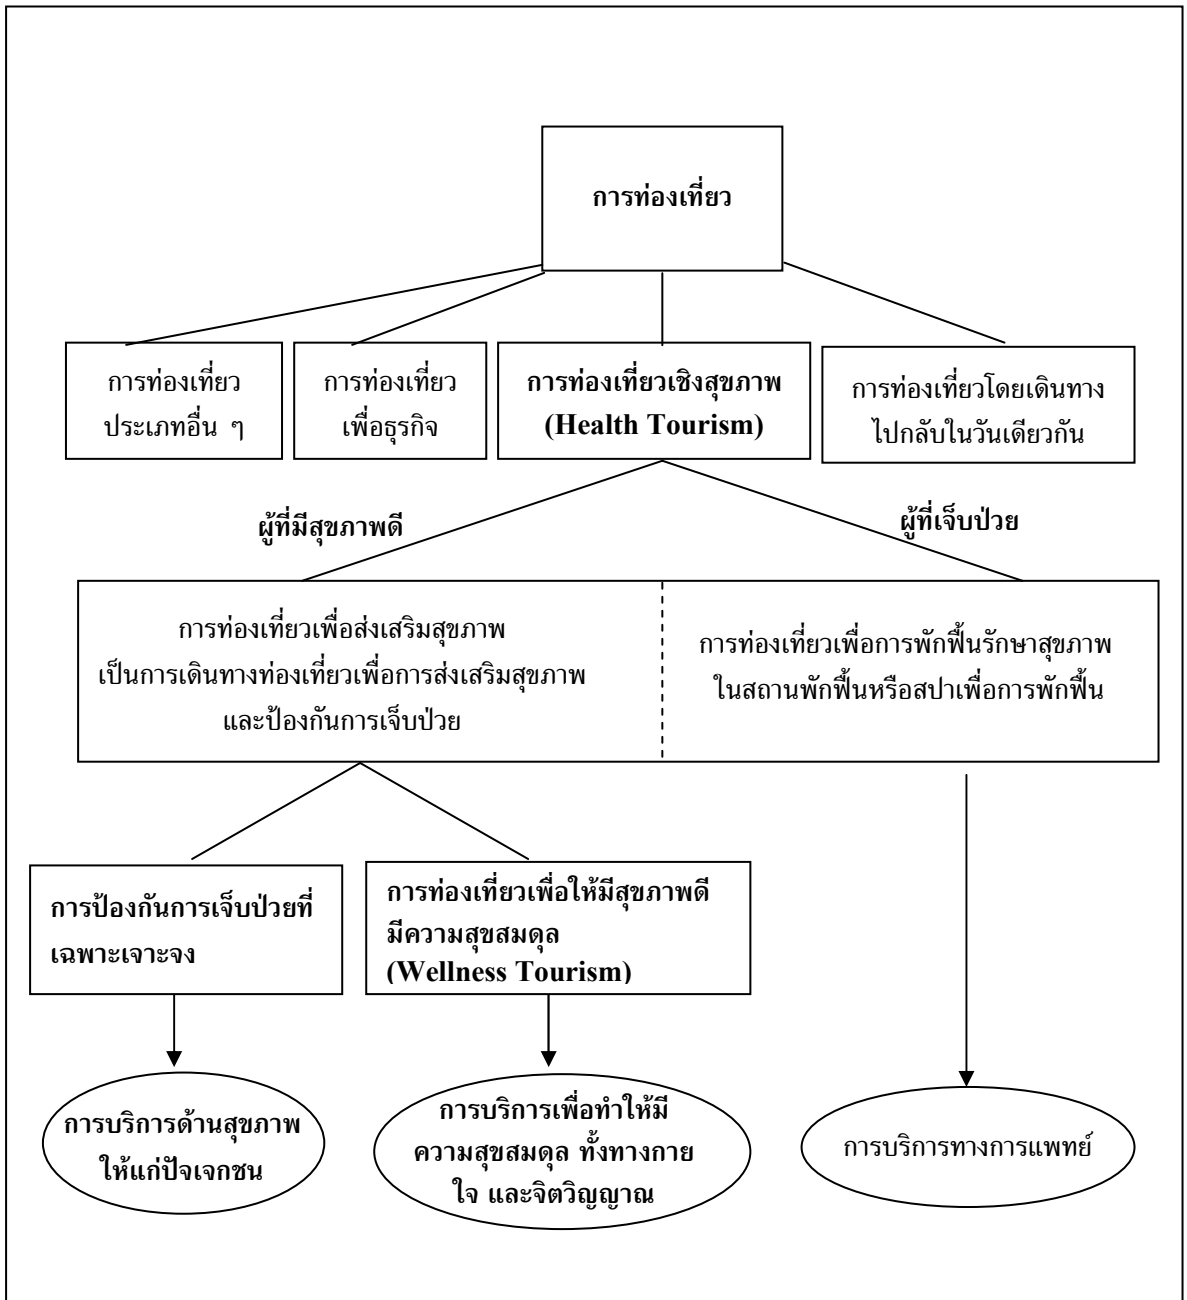 การท่องเที่ยว
การท่องเที่ยว
ประเภทอื่น ๆ
การท่องเที่ยว
เพื่อธุรกิจ
การท่องเที่ยวเชิงสุขภาพ
(Health Tourism)
การท่องเที่ยวโดยเดินทาง
ไปกลับในวันเดียวกัน
ผู้ที่มีสุขภาพดี
ผู้ที่เจ็บป่วย
การท่องเที่ยวเพื่อส่งเสริมสุขภาพ
เป็นการเดินทางท่องเที่ยวเพื่อการส่งเสริมสุขภาพ
และป้องกันการเจ็บป่วย
การท่องเที่ยวเพื่อการพักฟื้นรักษาสุขภาพ
ในสถานพักฟื้นหรือสปาเพื่อการพักฟื้น
การป้องกันการเจ็บป่วยที่
เฉพาะเจาะจง
การท่องเที่ยวเพื่อให้มีสุขภาพดี
มีความสุขสมดุล
(Wellness Tourism)
การบริการด้านสุขภาพ
ให้แก่ปัจเจกชน
การบริการเพื่อทำให้มี
ความสุขสมดุล ทั้งทางกาย
ใจ และจิตวิญญาณ
การบริการทางการแพทย์